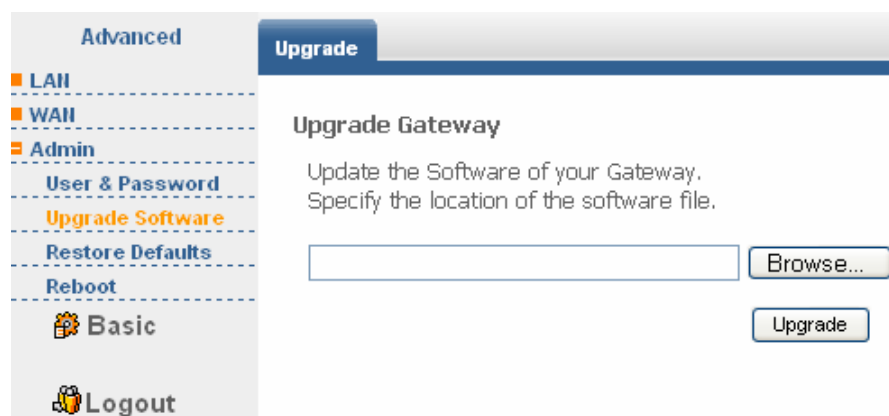 Advanced
LAN
WAN
Admin
User & Password
Upgrade Software
Restore Defaults
Reboot
Basic
Logout
Upgrade
Upgrade Gateway
Update the Software of your Gateway.
Specify the location of the software file.
Browse...
Upgrade